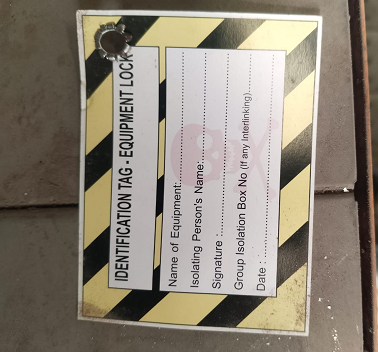 IDENTIFICATION TAG - EQUIPMENT LOCK
Name of Equipment:
Isolating Person's Name:
Signature :
Group Isolation Box No (If any Interlinking)
Date : :